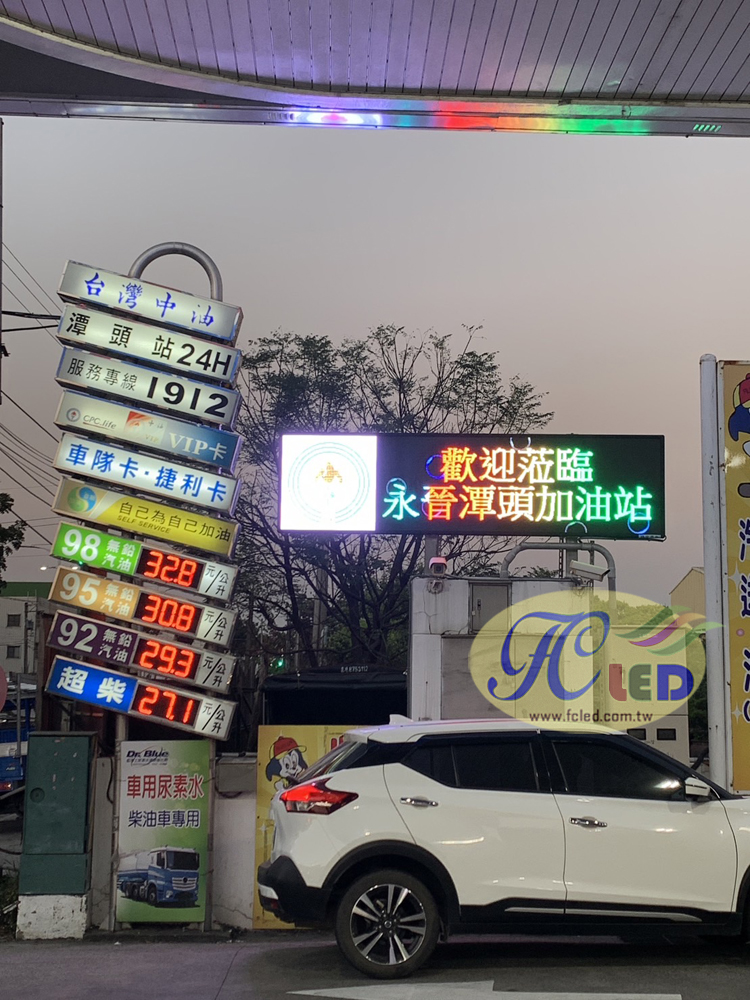 台灣中油
潭頭站24H
服務專線1912
CPC.life
VIP卡
車隊卡·捷利卡
自己為自己加油
SELF SERVICE
98 無鉛汽油 32.8 元/公升
95 無鉛汽油 30.8 元/公升
92 無鉛汽油 29.3 元/公升
超柴 27.1 元/公升
歡迎蒞臨
永晉潭頭加油站
FC LED
www.fcled.com.tw
Dr.Blue
車用尿素水
柴油車專用